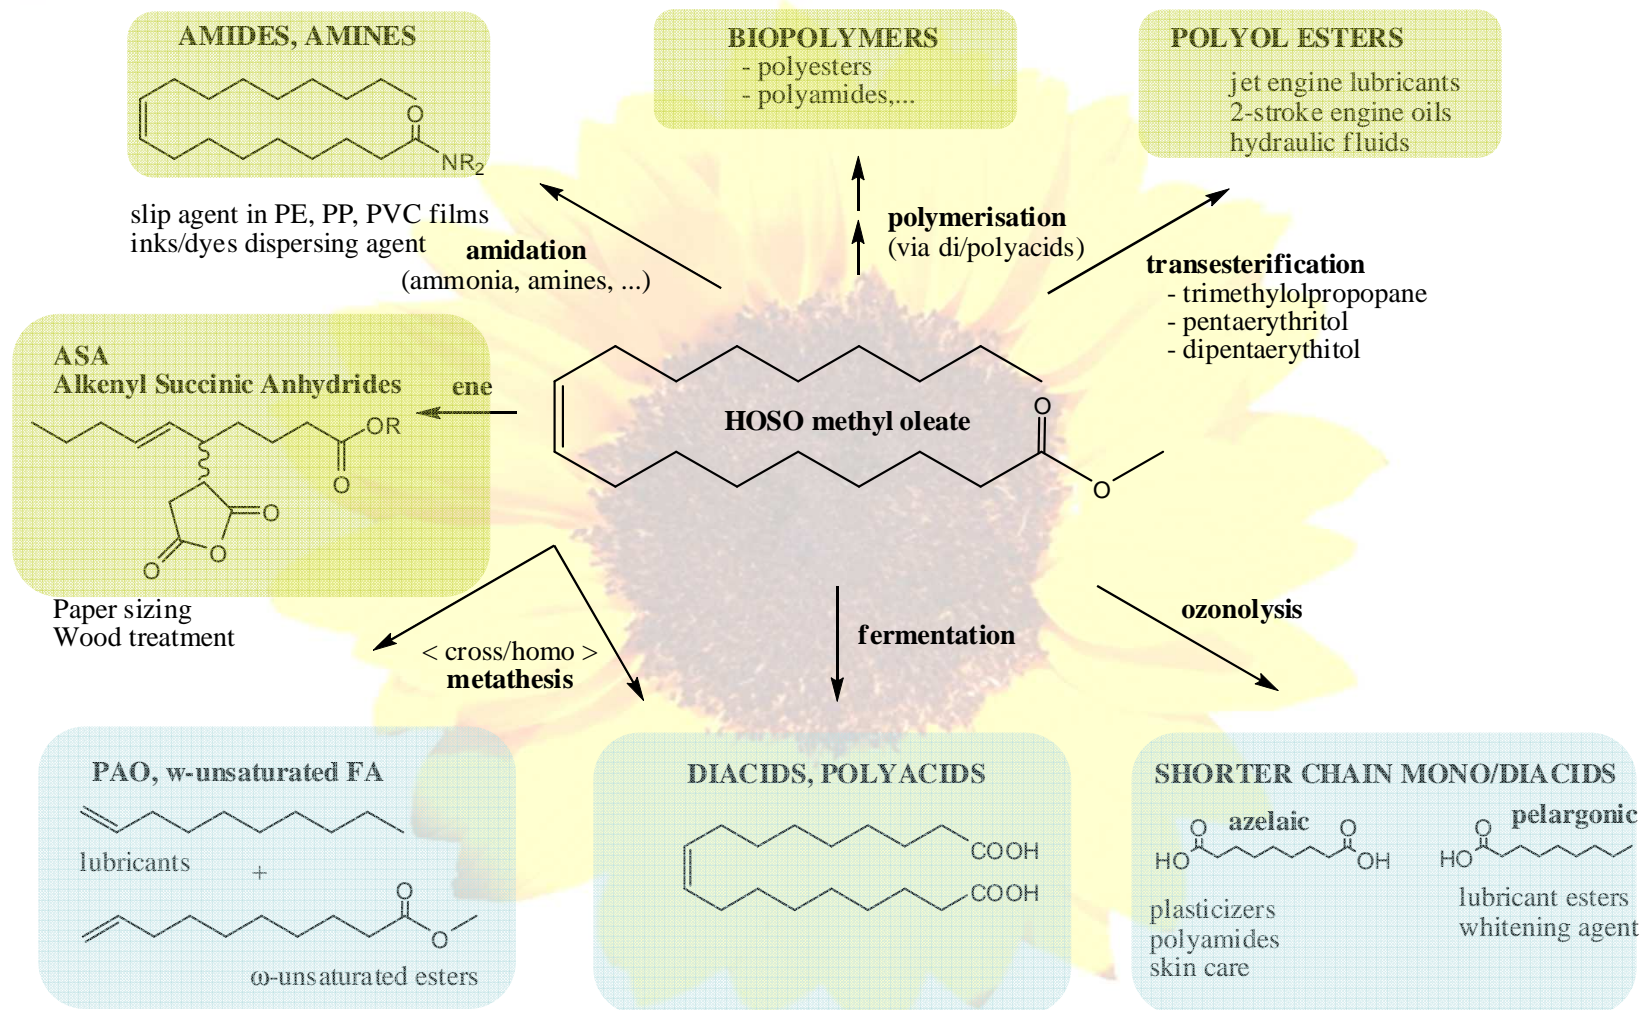 AMIDES, AMINES
O
NR2
slip agent in PE, PP, PVC films
inks/dyes dispersing agent
amidation
(ammonia, amines, ...)
BIOPOLYMERS
- polyesters
- polyamides,...
polymerisation
(via di/polyacids)
POLYOL ESTERS
jet engine lubricants
2-stroke engine oils
hydraulic fluids
transesterification
- trimethylolpropopane
- pentaerythritol
- dipentaerythitol
ASA
Alkenyl Succinic Anhydrides
ene
OR
O
O
O
O
Paper sizing
Wood treatment
HOSO methyl oleate
O
O
< cross/homo >
metathesis
fermentation
ozonolysis
PAO, w-unsaturated FA
lubricants
+
O
O
ω-unsaturated esters
DIACIDS, POLYACIDS
COOH
COOH
SHORTER CHAIN MONO/DIACIDS
azelaic
O
O
HO
OH
plasticizers
polyamides
skin care
pelargonic
O
HO
lubricant esters
whitening agent